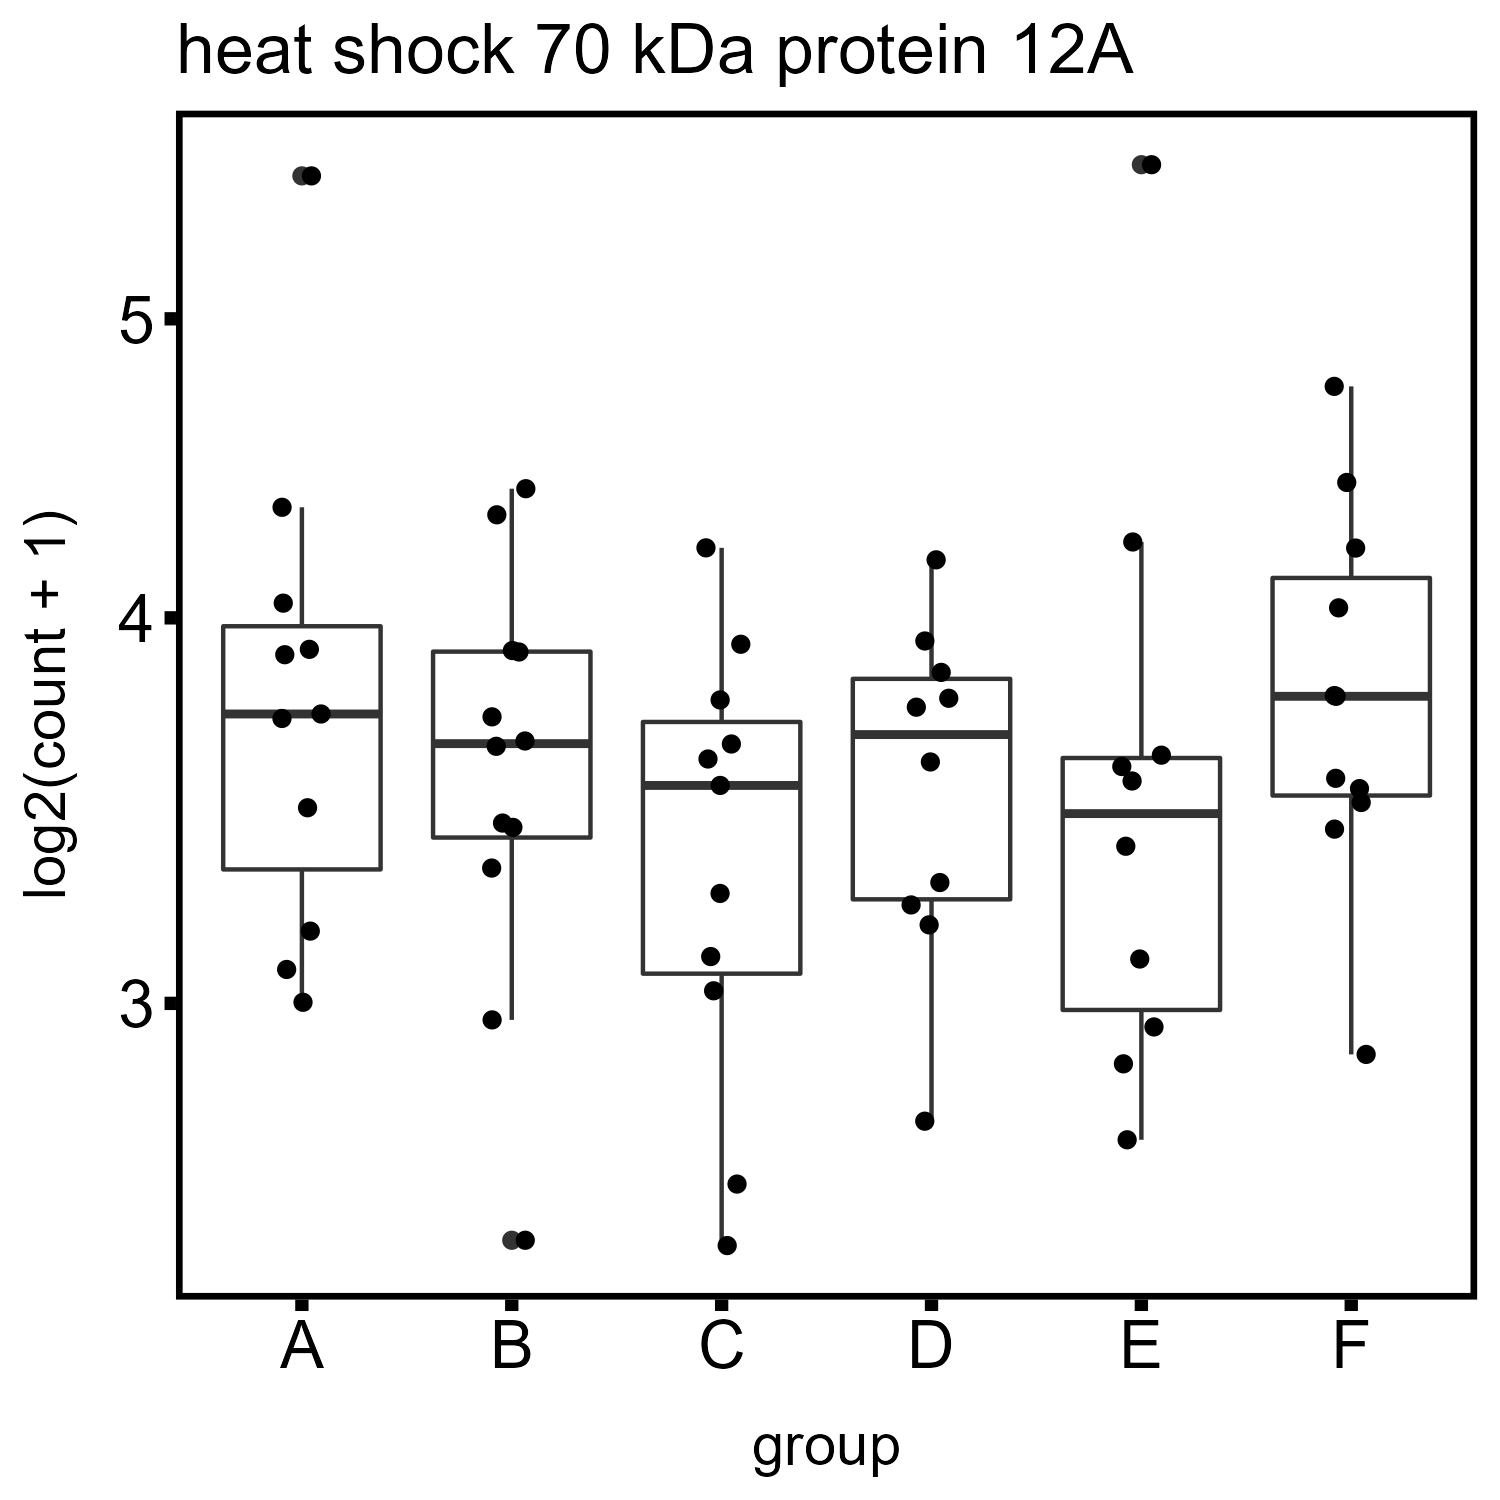 heat shock 70 kDa protein 12A
log2(count + 1)
5
4
3
A B C D E F
group